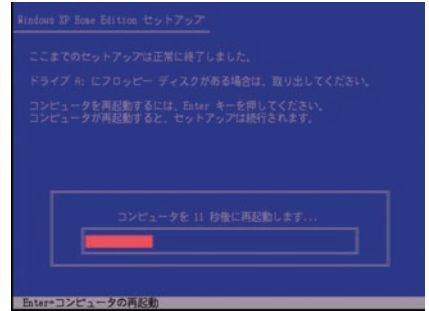 Windows XP Home Edition セットアップ
ここまでのセットアップは正常に終了しました。
ドライブ A: にフロッピー ディスクがある場合は、取り出してください。
コンピュータを再起動するには、Enter キーを押してください。
コンピュータが再起動すると、セットアップは続行されます。
コンピュータを 11 秒後に再起動します...
Enter=コンピュータの再起動